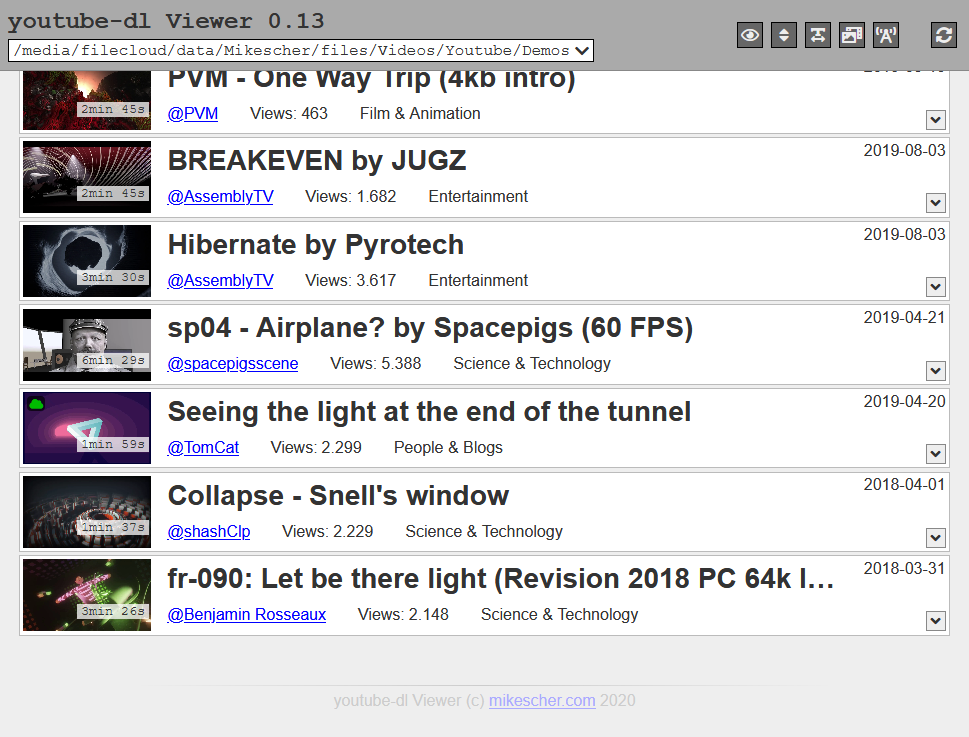 youtube-dl Viewer 0.13
/media/filecloud/data/Mikescher/files/Videos/Youtube/Demos
PVM - One Way Trip (4kb intro)
2min 45s
@PVM Views: 463 Film & Animation
BREAKEVEN by JUGZ
2019-08-03
2min 45s
@AssemblyTV Views: 1.682 Entertainment
Hibernate by Pyrotech
2019-08-03
3min 30s
@AssemblyTV Views: 3.617 Entertainment
sp04 - Airplane? by Spacepigs (60 FPS)
2019-04-21
6min 29s
@spacepigsscene Views: 5.388 Science & Technology
Seeing the light at the end of the tunnel
2019-04-20
1min 59s
@TomCat Views: 2.299 People & Blogs
Collapse - Snell's window
2018-04-01
1min 37s
@shashClp Views: 2.229 Science & Technology
fr-090: Let be there light (Revision 2018 PC 64k I…
2018-03-31
3min 26s
@Benjamin Rosseaux Views: 2.148 Science & Technology
youtube-dl Viewer (c) mikescher.com 2020